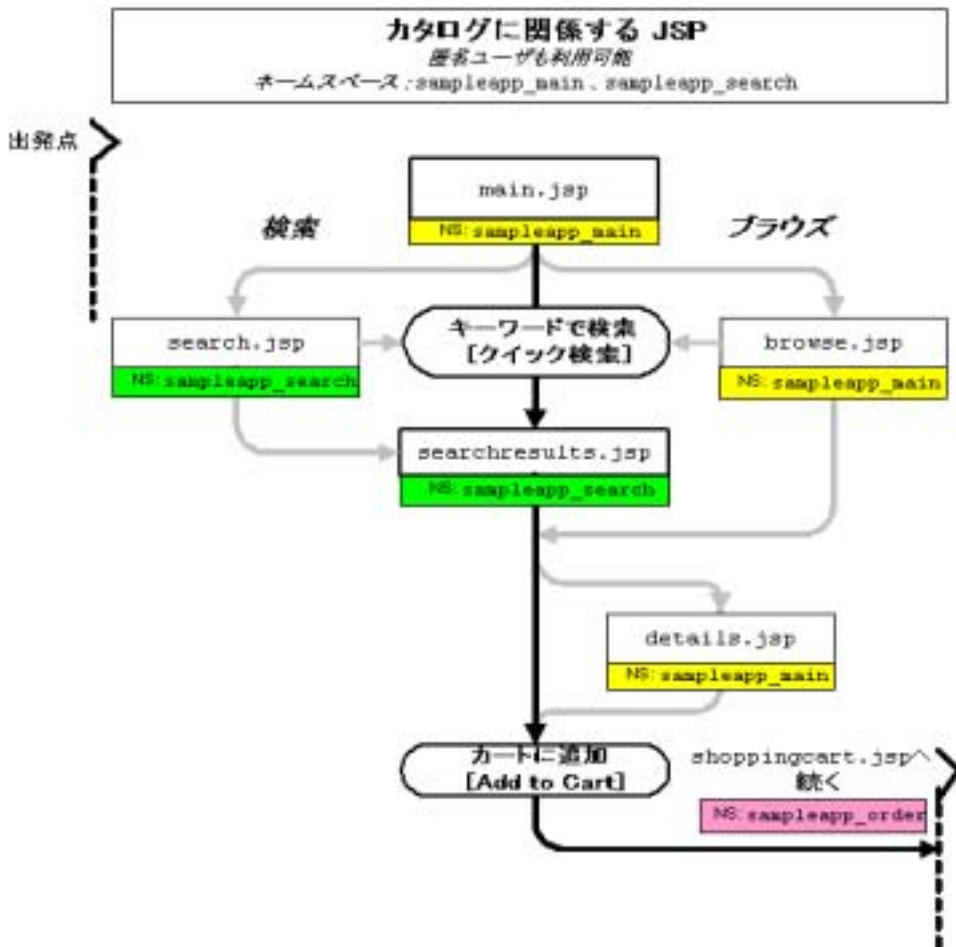 カタログに関係する JSP
匿名ユーザも利用可能
ネームスペース:sampleapp_main、sampleapp_search
出発点
main.jsp
NS:sampleapp_main
検索
ブラウズ
search.jsp
NS:sampleapp_search
キーワードで検索
[クイック検索]
browse.jsp
NS:sampleapp_main
searchresults.jsp
NS:sampleapp_search
details.jsp
NS:sampleapp_main
カートに追加
[Add to Cart]
shoppingcart.jspへ
続く
NS:sampleapp_order